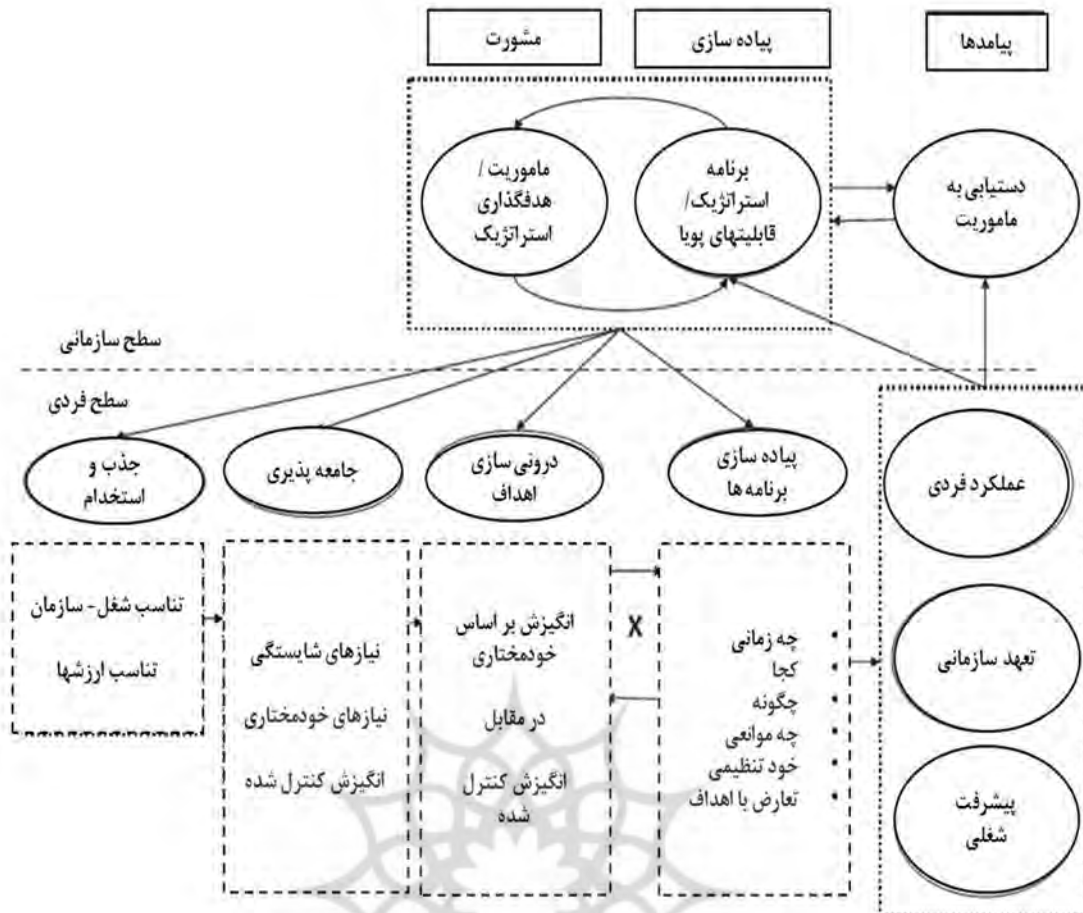 پیامدها
پیاده سازی
مشورت
دستیابی به
ماموریت
برنامه
استراتژیک/
قابلیتهای پویا
ماموریت /
هدفگذاری
استراتژیک
سطح سازمانی
سطح فردی
جذب و
استخدام
جامعه پذیری
درونی سازی
اهداف
پیاده سازی
برنامه ها
عملکرد فردی
تعهد سازمانی
پیشرفت
شغلی
تناسب شغل- سازمان
تناسب ارزشها
نیازهای شایستگی
نیازهای خودمختاری
انگیزش کنترل شده
انگیزش بر اساس
خودمختاری
در مقابل
انگیزش کنترل
شده
X
• چه زمانی
• کجا
• چگونه
• چه موانعی
• خود تنظیمی
• تعارض با اهداف